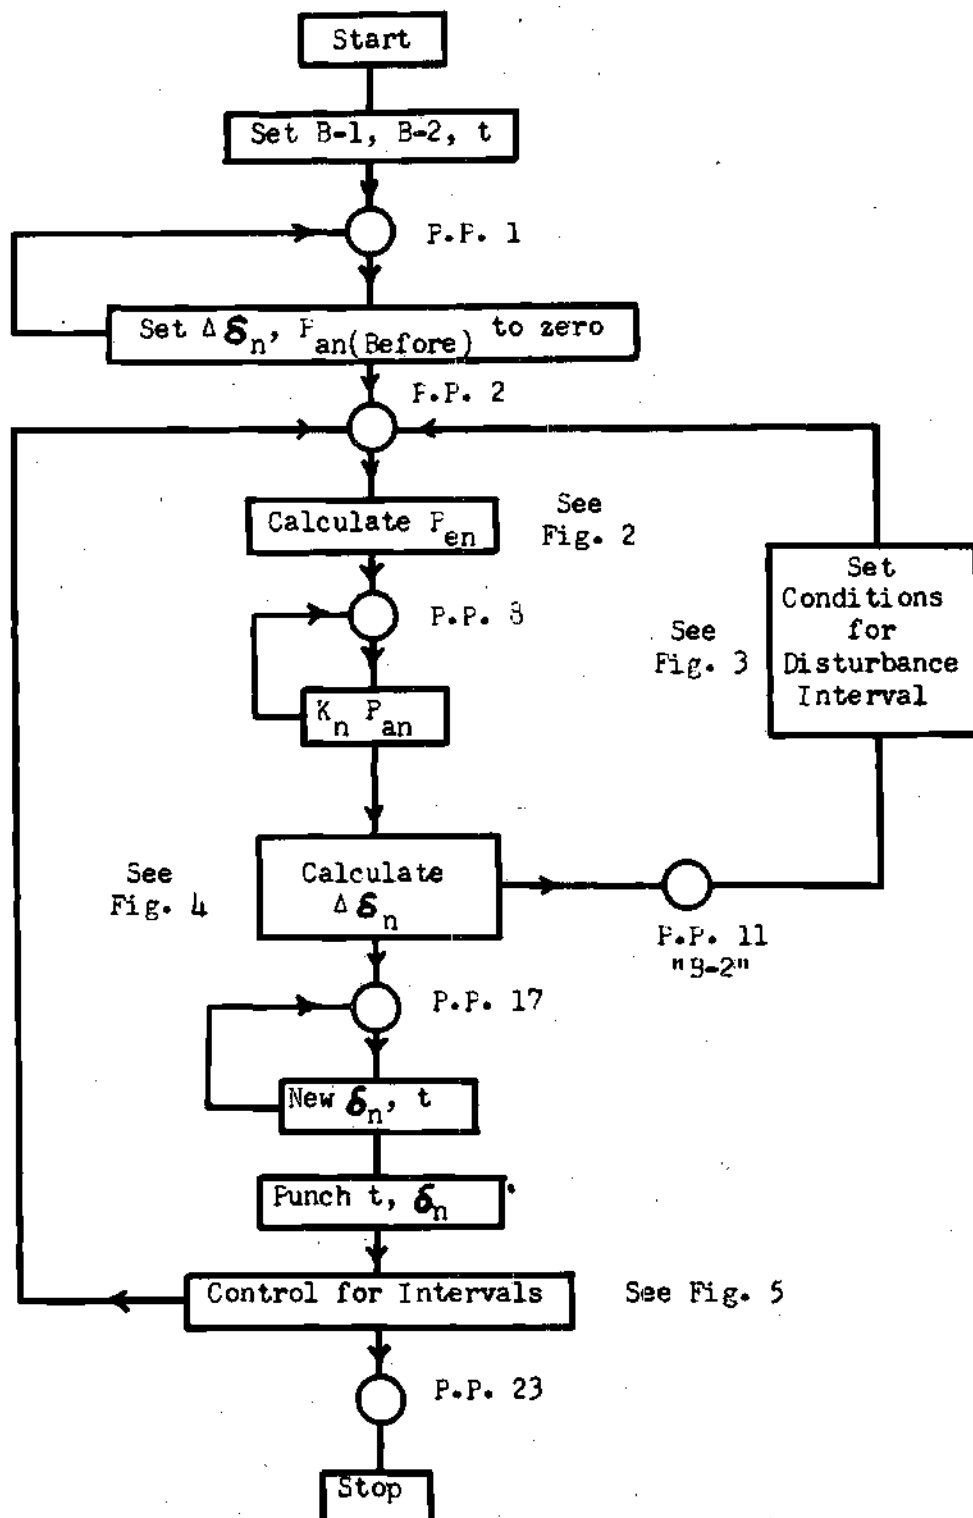 Start
Set B-1, B-2, t
P.P. 1
Set Δδn, Pan(Before) to zero
P.P. 2
Calculate Pen
See
Fig. 2
P.P. 8
Kn Pan
See
Fig. 3
Set
Conditions
for
Disturbance
Interval
Calculate
Δδn
See
Fig. 4
P.P. 11
"B-2"
P.P. 17
New δn, t
Punch t, δn
Control for Intervals
See Fig. 5
P.P. 23
Stop